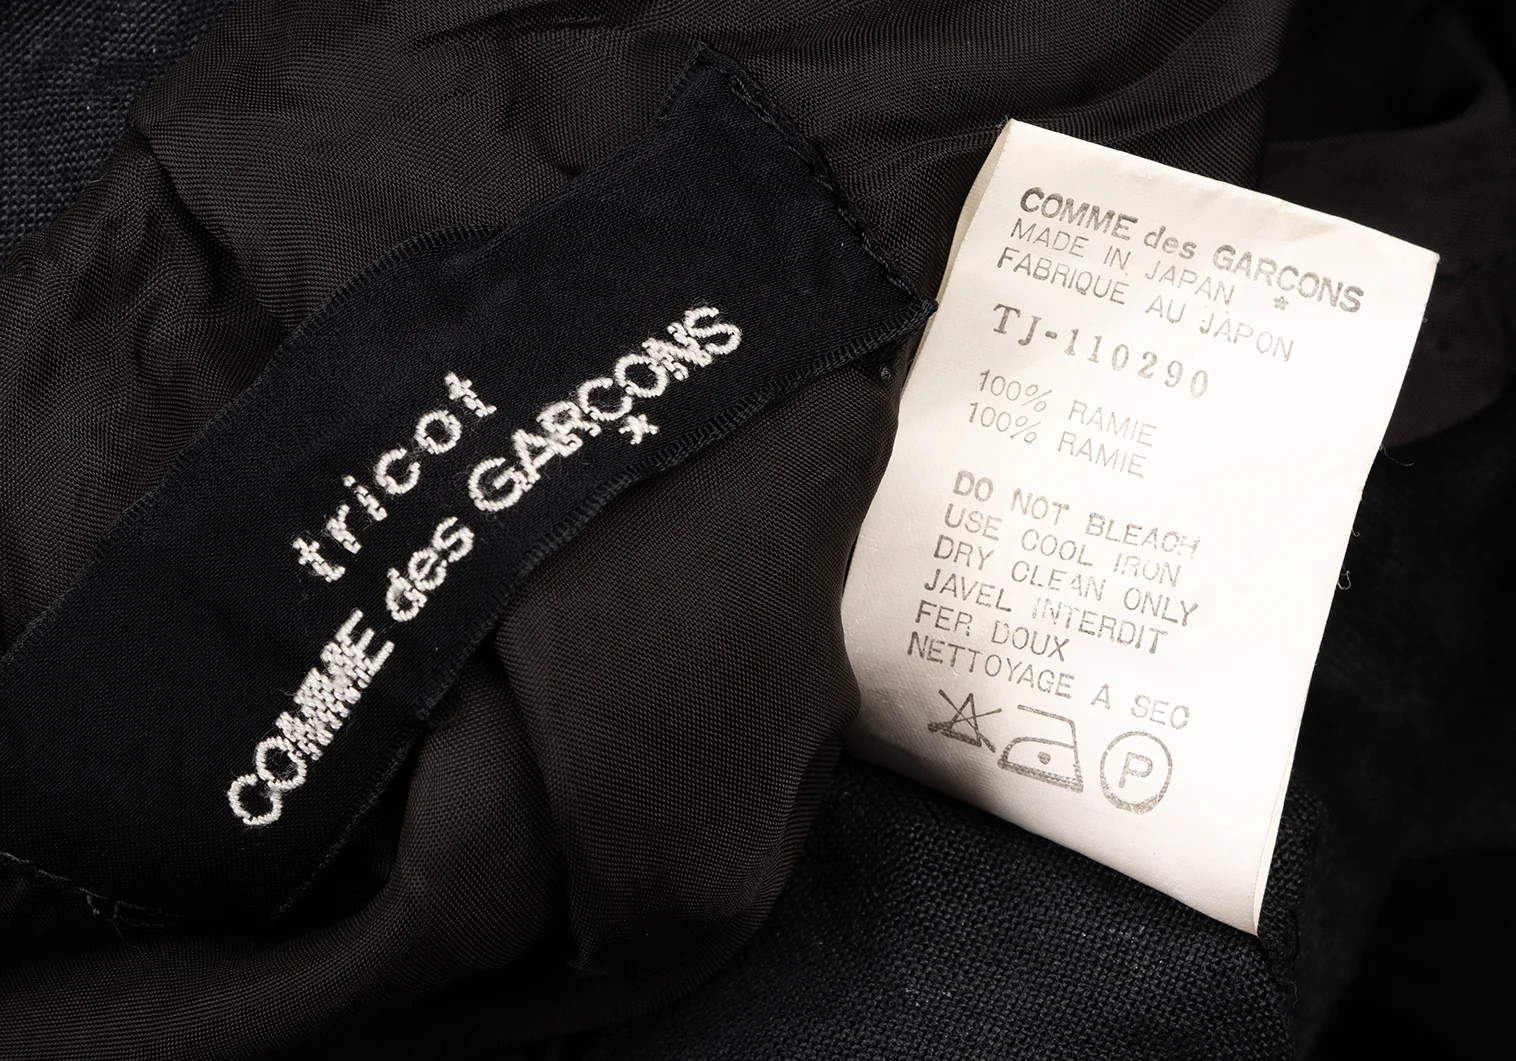 tricot
COMME des GARCONS
*
COMME des GARCONS
MADE IN JAPAN *
FABRIQUE AU JAPON
TJ-110290
100% RAMIE
100% RAMIE
DO NOT BLEACH
USE COOL IRON
DRY CLEAN ONLY
JAVEL INTERDIT
FER DOUX
NETTOYAGE A SEC
P